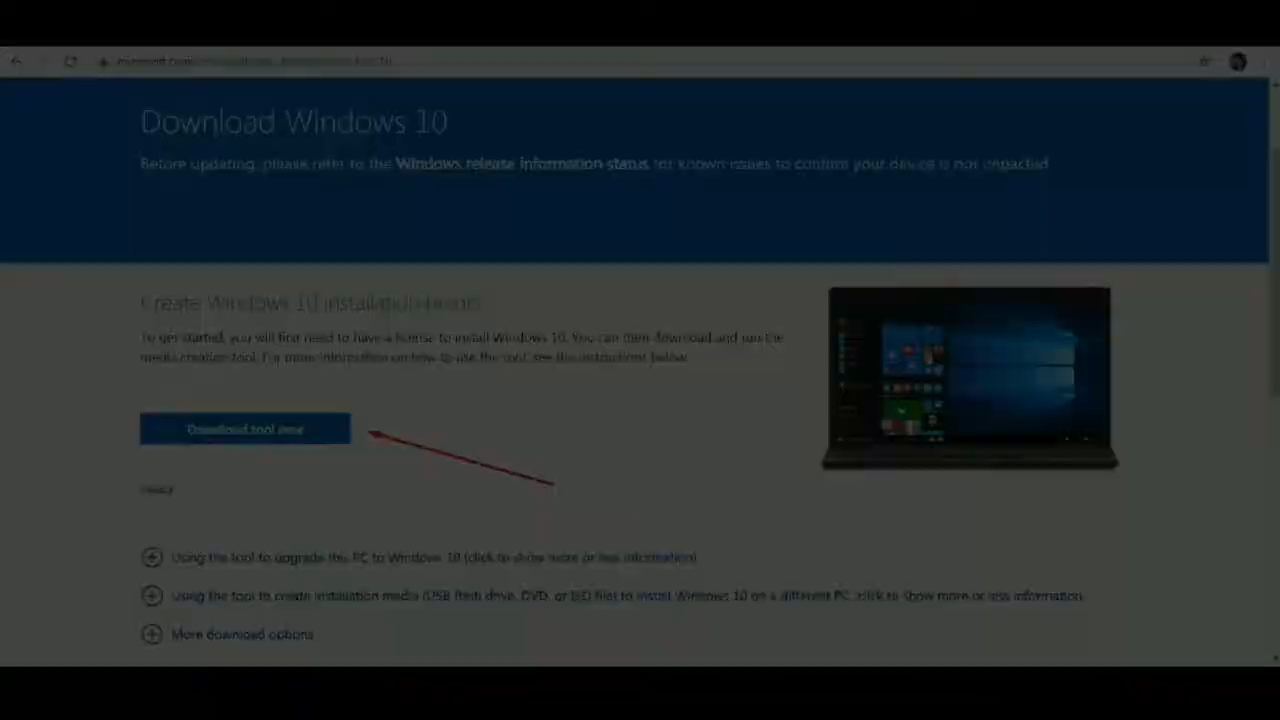 Download Windows 10
Before updating, please refer to the Windows release information status for known issues to confirm your device is not impacted.
Create Windows 10 installation media
To get started, you will first need to have a license to install Windows 10. You can then download and run the
media creation tool. For more information on how to use the tool, see the instructions below.
Download tool now
Privacy
Using the tool to upgrade this PC to Windows 10 (click to show more or less information)
Using the tool to create installation media (USB flash drive, DVD, or ISO file) to install Windows 10 on a different PC (click to show more or less information)
More download options